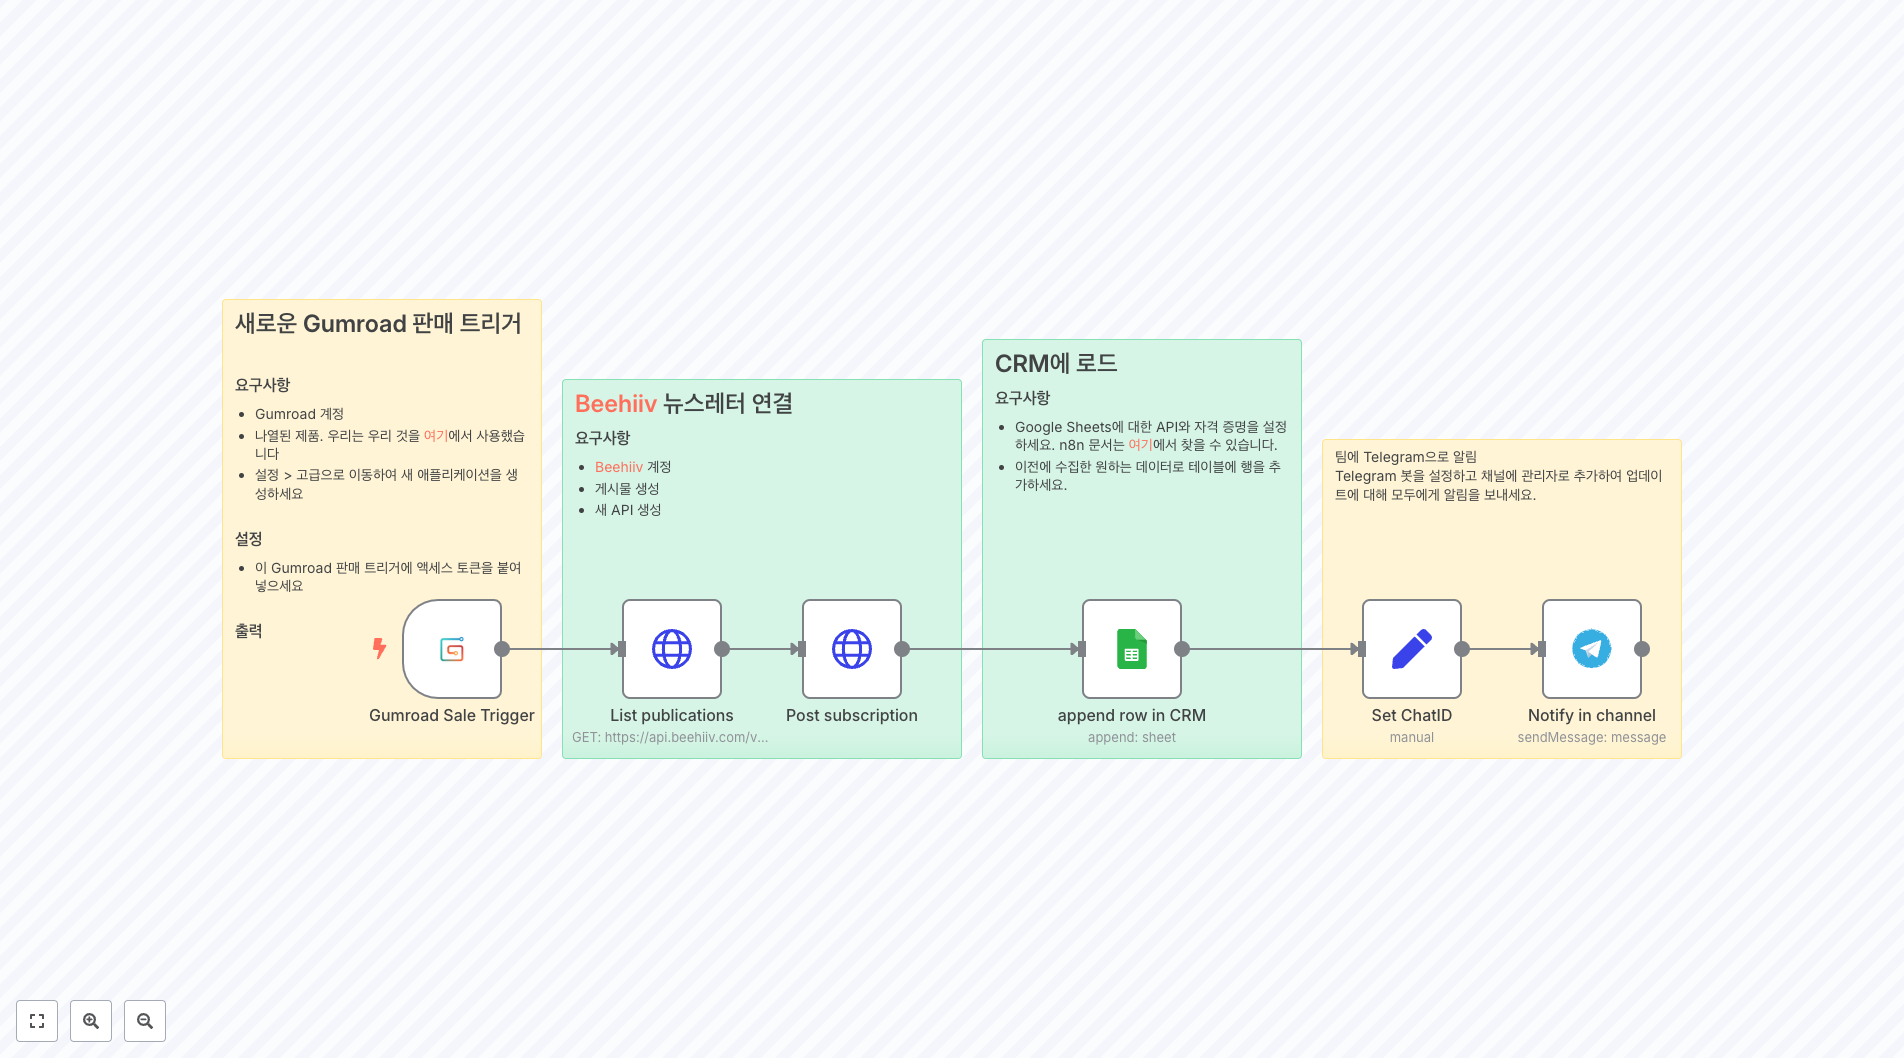 새로운 Gumroad 판매 트리거
요구사항
Gumroad 계정
나열된 제품. 우리는 우리 것을 여기에서 사용했습
니다
설정 > 고급으로 이동하여 새 애플리케이션을 생
성하세요
설정
이 Gumroad 판매 트리거에 액세스 토큰을 붙여
넣으세요
출력
Gumroad Sale Trigger
Beehiiv 뉴스레터 연결
요구사항
Beehiiv 계정
게시물 생성
새 API 생성
List publications
GET: https://api.beehiiv.com/v...
Post subscription
CRM에 로드
요구사항
Google Sheets에 대한 API와 자격 증명을 설정
하세요. n8n 문서는 여기에서 찾을 수 있습니다.
이전에 수집한 원하는 데이터로 테이블에 행을 추
가하세요.
append row in CRM
append: sheet
팀에 Telegram으로 알림
Telegram 봇을 설정하고 채널에 관리자로 추가하여 업데이
트에 대해 모두에게 알림을 보내세요.
Set ChatID
manual
Notify in channel
sendMessage: message